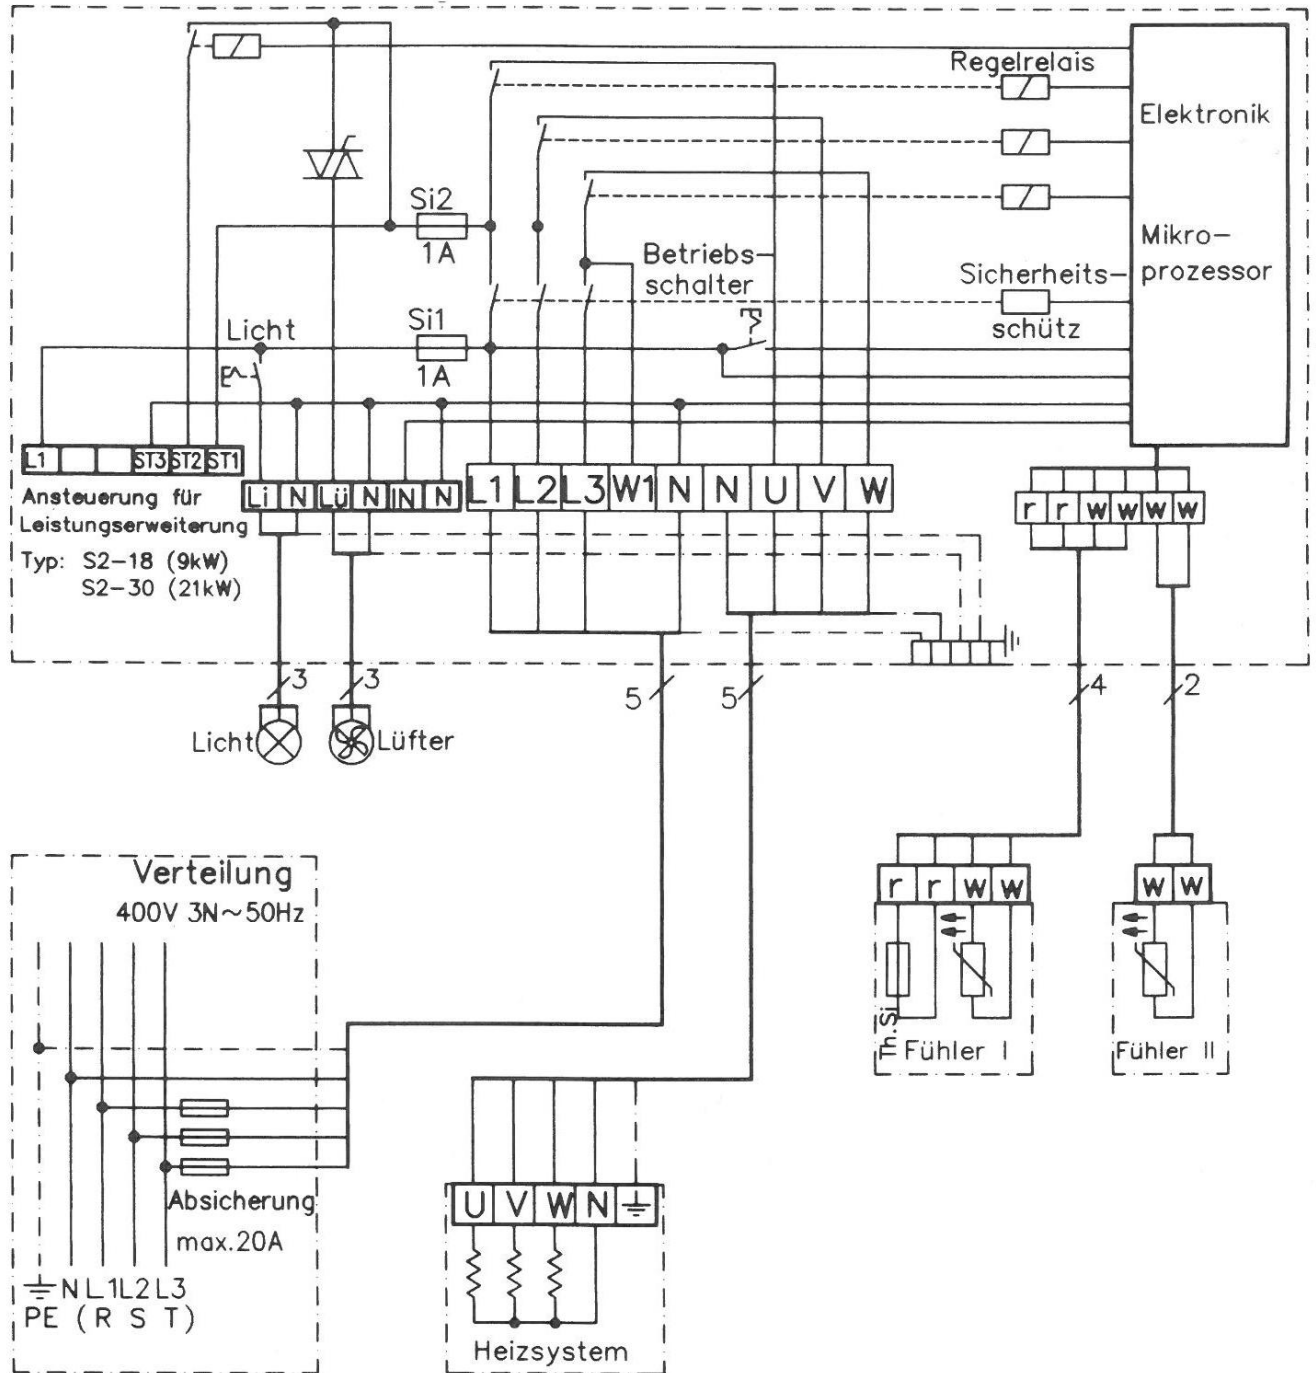 Regelrelais
Elektronik
Si2
1A
Mikro-
prozessor
Betriebs-
schalter
Sicherheits-
schütz
Licht
Si1
1A
L1 ST3 ST2 ST1
Ansteuerung für
Leistungserweiterung
Typ: S2-18 (9kW)
S2-30 (21kW)
Li N Lü N IN N
L1 L2 L3 W1 N N U V W
r r w w w w
3 3 5 5 4 2
Licht
Lüfter
Verteilung
400V 3N~50Hz
r r w w
Th.Si
Fühler I
w w
Fühler II
Absicherung
max.20A
N L1 L2 L3
PE (R S T)
U V W N
Heizsystem